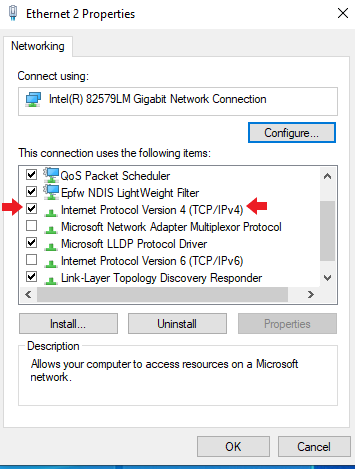 Ethernet 2 Properties
Networking
Connect using:
Intel(R) 82579LM Gigabit Network Connection
Configure...
This connection uses the following items:
QoS Packet Scheduler
Epfw NDIS LightWeight Filter
Internet Protocol Version 4 (TCP/IPv4)
Microsoft Network Adapter Multiplexor Protocol
Microsoft LLDP Protocol Driver
Internet Protocol Version 6 (TCP/IPv6)
Link-Layer Topology Discovery Responder
Install...
Uninstall
Properties
Description
Allows your computer to access resources on a Microsoft
network.
OK
Cancel